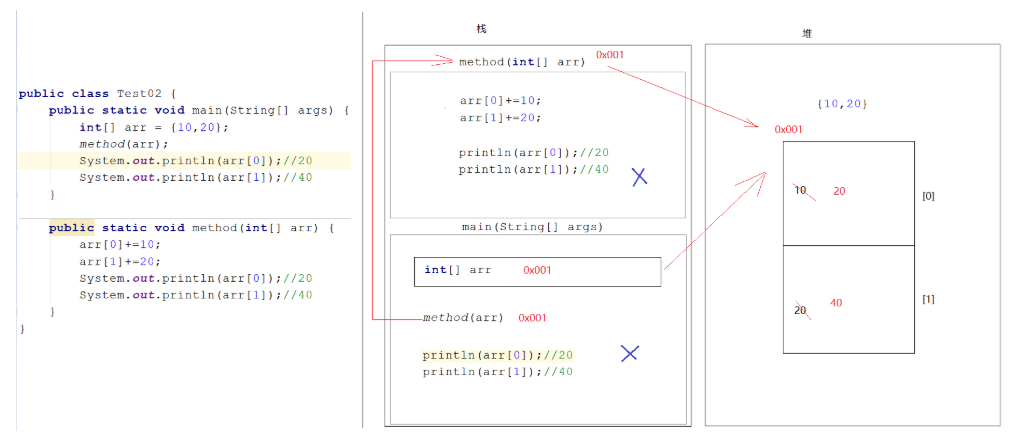 public class Test02 {
public static void main(String[] args) {
int[] arr = {10,20};
method(arr);
System.out.println(arr[0]);//20
System.out.println(arr[1]);//40
}
public static void method(int[] arr) {
arr[0]+=10;
arr[1]+=20;
System.out.println(arr[0]);//20
System.out.println(arr[1]);//40
}
}
栈
method(int[] arr) 0x001
arr[0]+=10;
arr[1]+=20;
println(arr[0]);//20
println(arr[1]);//40
main(String[] args)
int[] arr 0x001
method(arr) 0x001
println(arr[0]);//20
println(arr[1]);//40
堆
{10,20}
0x001
10 20 [0]
20 40 [1]